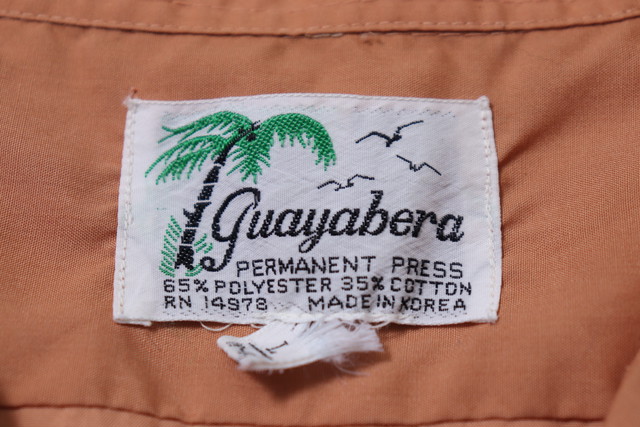 guayabera
PERMANENT PRESS
65% POLYESTER 35% COTTON
RN 14978 MADE IN KOREA